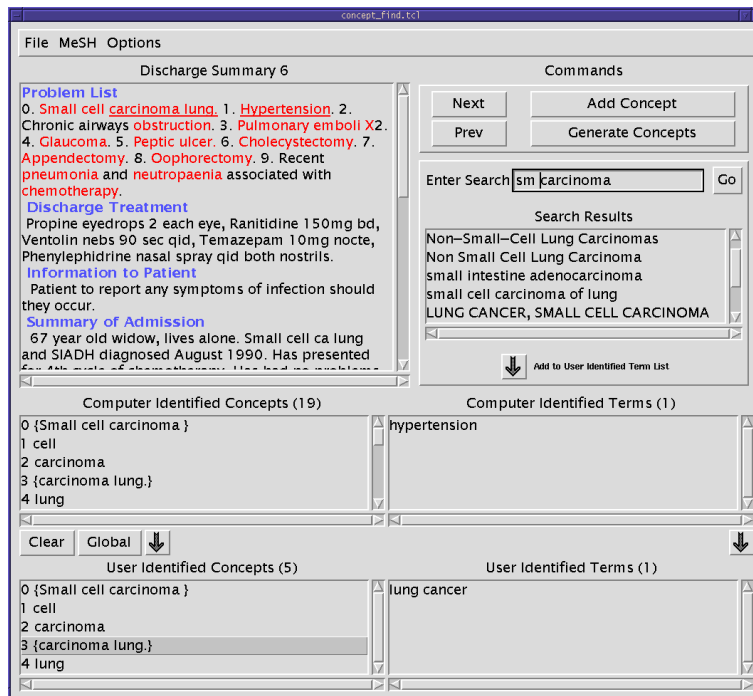 concept_find.tcl
File MeSH Options
Discharge Summary 6
Problem List
0. Small cell carcinoma lung. 1. Hypertension. 2.
Chronic airways obstruction. 3. Pulmonary emboli X2.
4. Glaucoma. 5. Peptic ulcer. 6. Cholecystectomy. 7.
Appendectomy. 8. Oophorectomy. 9. Recent
pneumonia and neutropaenia associated with
chemotherapy.
Discharge Treatment
Propine eyedrops 2 each eye, Ranitidine 150mg bd,
Ventolin nebs 90 sec qid, Temazepam 10mg nocte,
Phenylephidrine nasal spray qid both nostrils.
Information to Patient
Patient to report any symptoms of infection should
they occur.
Summary of Admission
67 year old widow, lives alone. Small cell ca lung
and SIADH diagnosed August 1990. Has presented
for 4th cycle of chemotherapy. Has had no problems
Commands
Next
Add Concept
Prev
Generate Concepts
Enter Search sm carcinoma Go
Search Results
Non-Small-Cell Lung Carcinomas
Non Small Cell Lung Carcinoma
small intestine adenocarcinoma
small cell carcinoma of lung
LUNG CANCER, SMALL CELL CARCINOMA
Add to User Identified Term List
Computer Identified Concepts (19)
0 {Small cell carcinoma }
1 cell
2 carcinoma
3 {carcinoma lung.}
4 lung
Computer Identified Terms (1)
hypertension
Clear Global
User Identified Concepts (5)
0 {Small cell carcinoma }
1 cell
2 carcinoma
3 {carcinoma lung.}
4 lung
User Identified Terms (1)
lung cancer